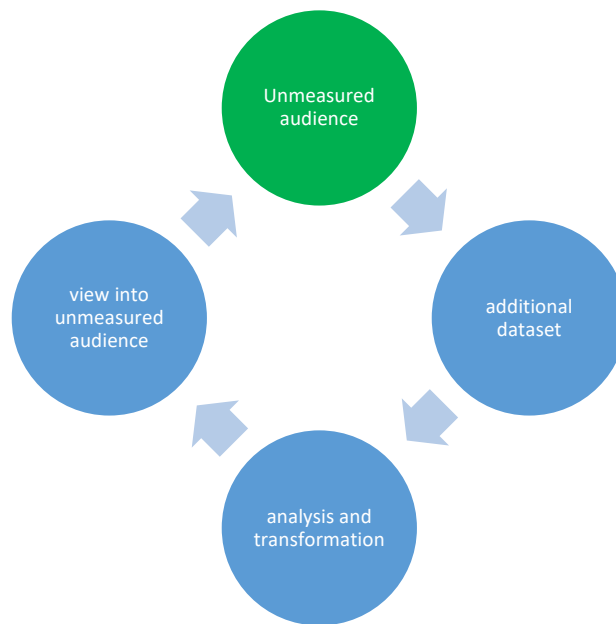 Unmeasured
audience
additional
dataset
analysis and
transformation
view into
unmeasured
audience